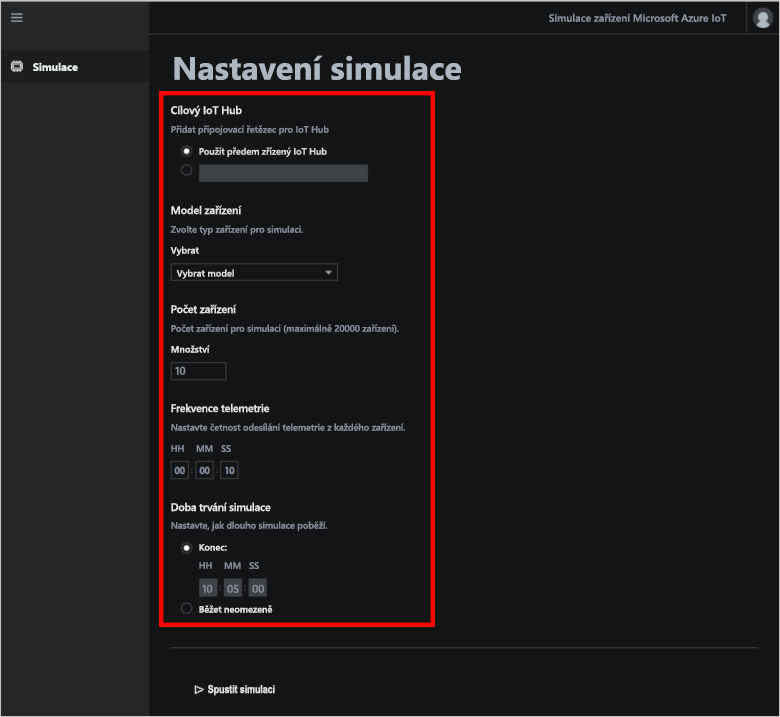 Simulace zařízení Microsoft Azure IoT
Simulace
Nastavení simulace
Cílový IoT Hub
Přidat připojovací řetězec pro IoT Hub
Použít předem zřízený IoT Hub
Model zařízení
Zvolte typ zařízení pro simulaci.
Vybrat
Vybrat model
Počet zařízení
Počet zařízení pro simulaci (maximálně 20000 zařízení).
Množství
10
Frekvence telemetrie
Nastavte četnost odesílání telemetrie z každého zařízení.
HH MM SS
00 : 00 : 10
Doba trvání simulace
Nastavte, jak dlouho simulace poběží.
Konec:
HH MM SS
10 : 05 : 00
Běžet neomezeně
Spustit simulaci